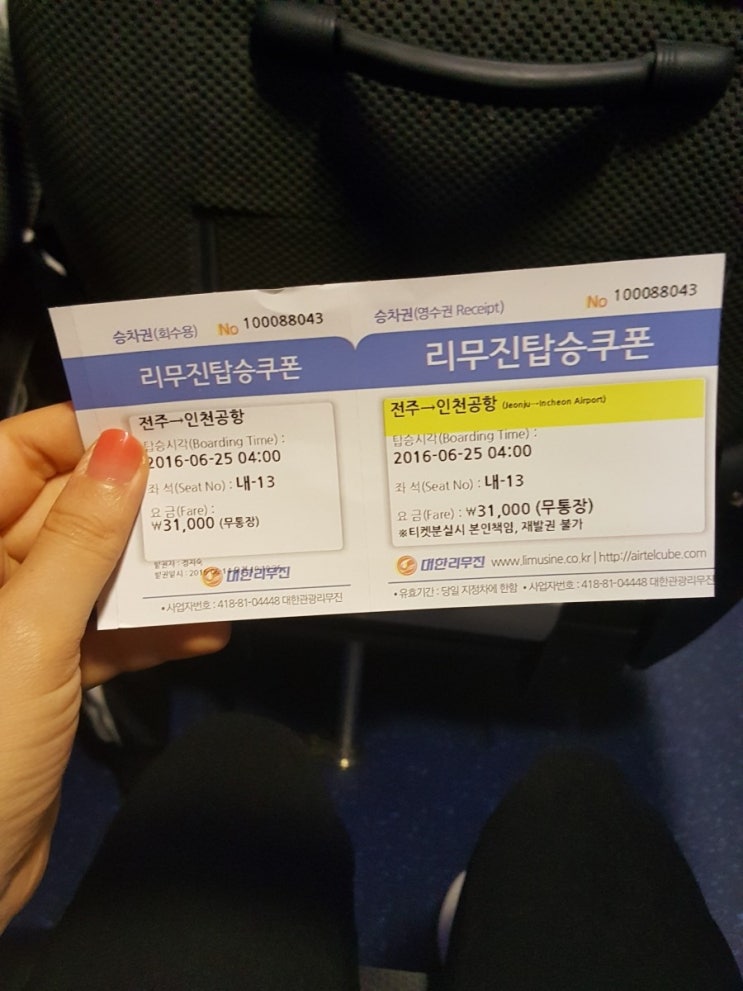 승차권(회수용) No 100088043
리무진탑승쿠폰
전주→인천공항
탑승시각(Boarding Time) :
2016-06-25 04:00
좌 석(Seat No) : 내-13
요 금(Fare) :
₩31,000 (무통장)
발권자 :
발권일시 :
대한리무진
• 사업자번호 : 418-81-04448 대한관광리무진
승차권(영수권 Receipt) No 100088043
리무진탑승쿠폰
전주→인천공항 (Jeonju→Incheon Airport)
탑승시각(Boarding Time) :
2016-06-25 04:00
좌 석(Seat No) : 내-13
요 금(Fare) : ₩31,000 (무통장)
※티켓분실시 본인책임, 재발권 불가
대한리무진 www.limusine.co.kr | http://airtelcube.com
• 유효기간 : 당일 지정차에 한함 • 사업자번호 : 418-81-04448 대한관광리무진